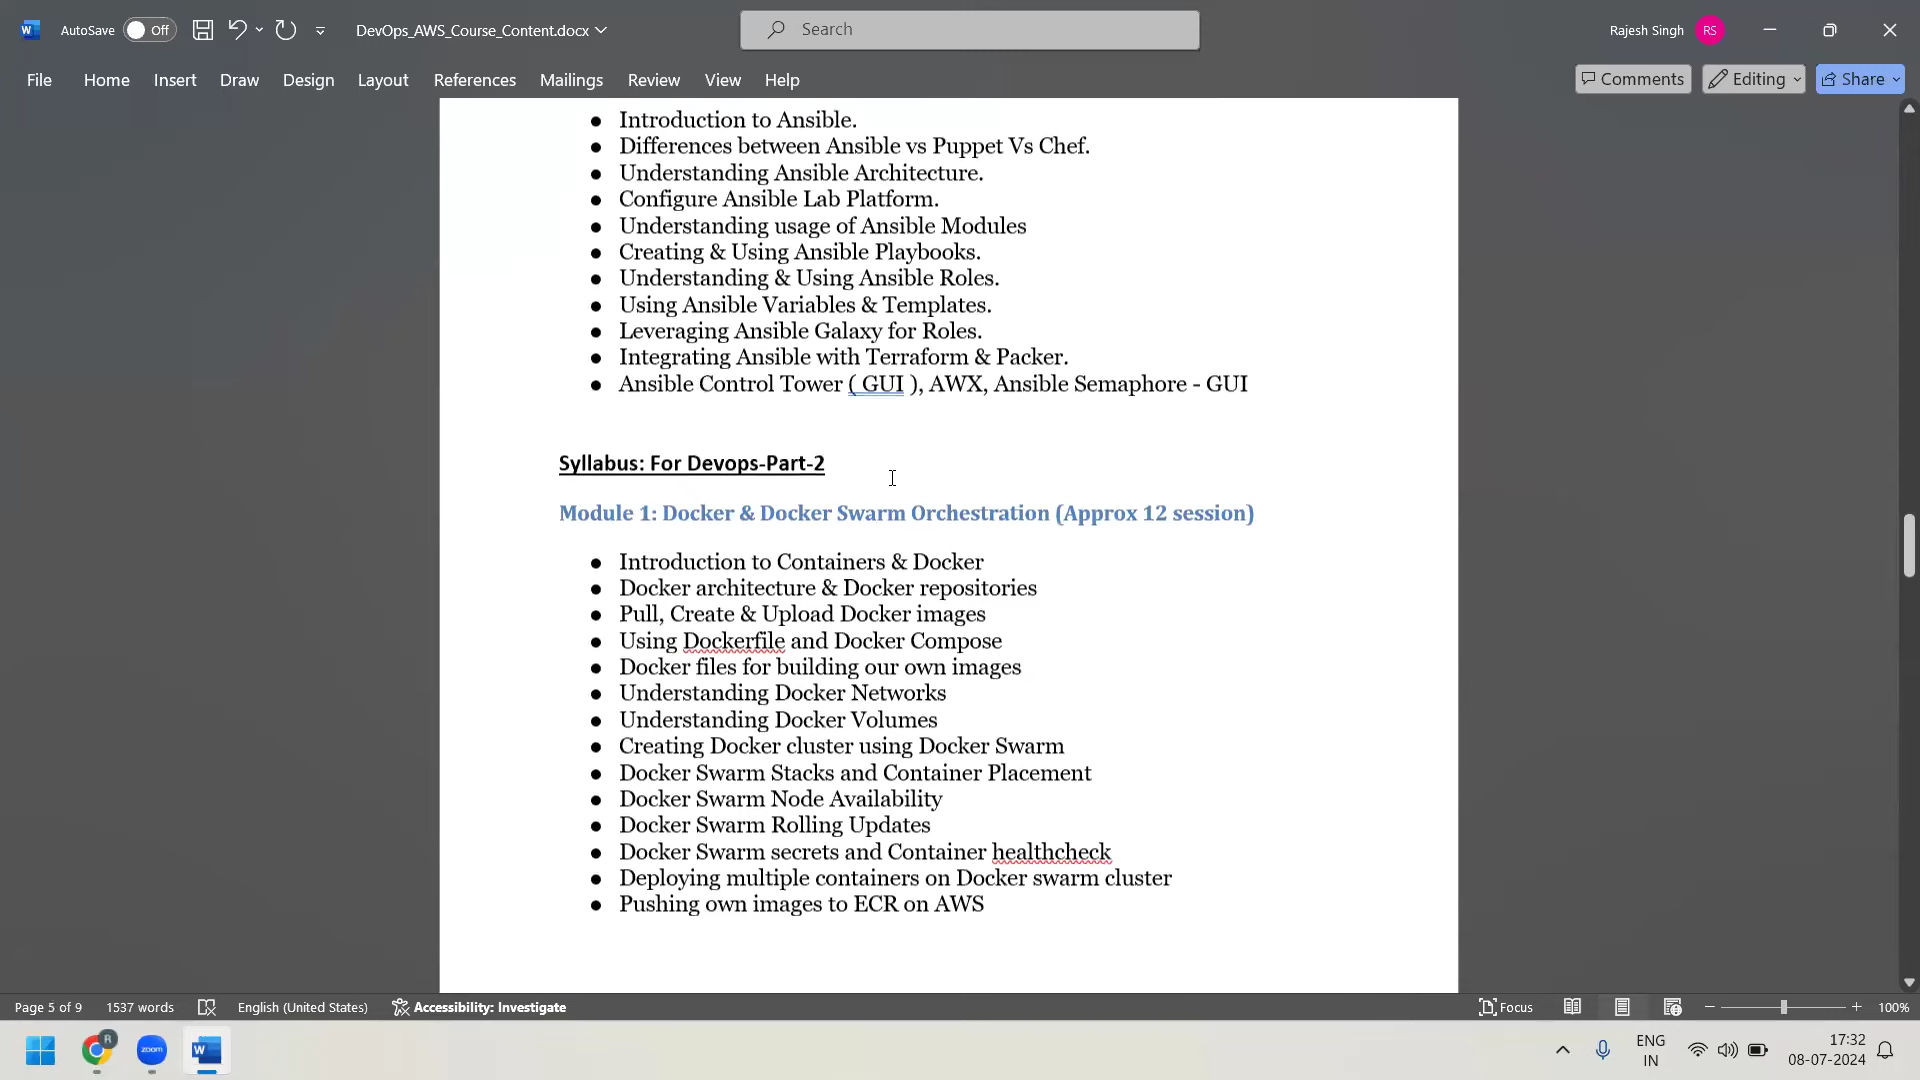 AutoSave Off DevOps_AWS_Course_Content.docx Search Rajesh Singh RS
File Home Insert Draw Design Layout References Mailings Review View Help Comments Editing Share
● Introduction to Ansible.
● Differences between Ansible vs Puppet Vs Chef.
● Understanding Ansible Architecture.
● Configure Ansible Lab Platform.
● Understanding usage of Ansible Modules
● Creating & Using Ansible Playbooks.
● Understanding & Using Ansible Roles.
● Using Ansible Variables & Templates.
● Leveraging Ansible Galaxy for Roles.
● Integrating Ansible with Terraform & Packer.
● Ansible Control Tower ( GUI ), AWX, Ansible Semaphore - GUI
Syllabus: For Devops-Part-2
Module 1: Docker & Docker Swarm Orchestration (Approx 12 session)
● Introduction to Containers & Docker
● Docker architecture & Docker repositories
● Pull, Create & Upload Docker images
● Using Dockerfile and Docker Compose
● Docker files for building our own images
● Understanding Docker Networks
● Understanding Docker Volumes
● Creating Docker cluster using Docker Swarm
● Docker Swarm Stacks and Container Placement
● Docker Swarm Node Availability
● Docker Swarm Rolling Updates
● Docker Swarm secrets and Container healthcheck
● Deploying multiple containers on Docker swarm cluster
● Pushing own images to ECR on AWS
Page 5 of 9 1537 words English (United States) Accessibility: Investigate Focus 100%
R zoom W ENG 17:32
IN 08-07-2024